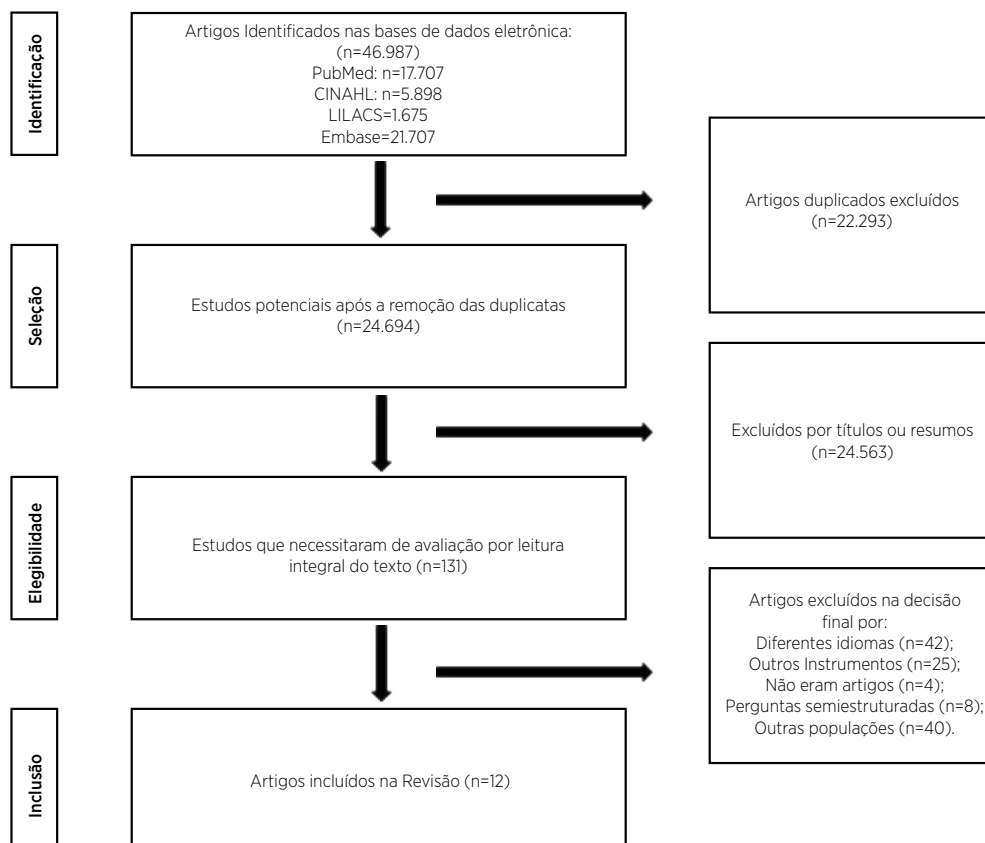 Identificação
Artigos Identificados nas bases de dados eletrônica:
(n=46.987)
PubMed: n=17.707
CINAHL: n=5.898
LILACS=1.675
Embase=21.707
Artigos duplicados excluídos
(n=22.293)
Seleção
Estudos potenciais após a remoção das duplicatas
(n=24.694)
Excluídos por títulos ou resumos
(n=24.563)
Elegibilidade
Estudos que necessitaram de avaliação por leitura
integral do texto (n=131)
Artigos excluídos na decisão
final por:
Diferentes idiomas (n=42);
Outros Instrumentos (n=25);
Não eram artigos (n=4);
Perguntas semiestruturadas (n=8);
Outras populações (n=40).
Inclusão
Artigos incluídos na Revisão (n=12)